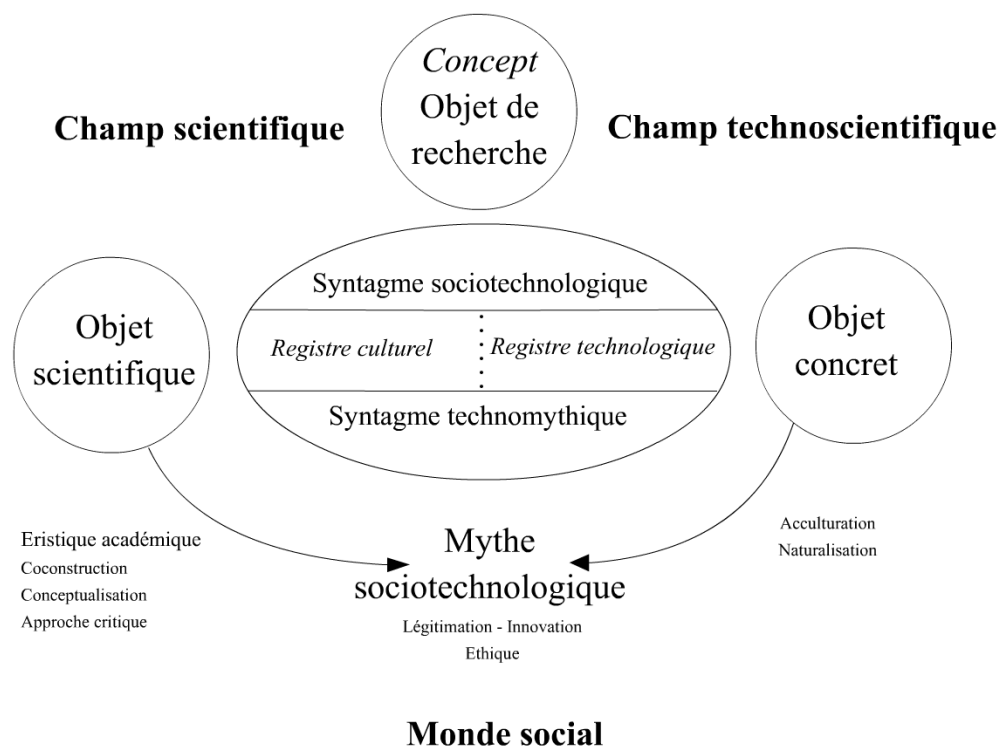 Concept
Objet de
recherche
Champ scientifique
Champ technoscientifique
Syntagme sociotechnologique
Objet
scientifique
Registre culturel
Registre technologique
Objet
concret
Syntagme technomythique
Eristique académique
Coconstruction
Conceptualisation
Approche critique
Mythe
sociotechnologique
Légitimation - Innovation
Ethique
Acculturation
Naturalisation
Monde social